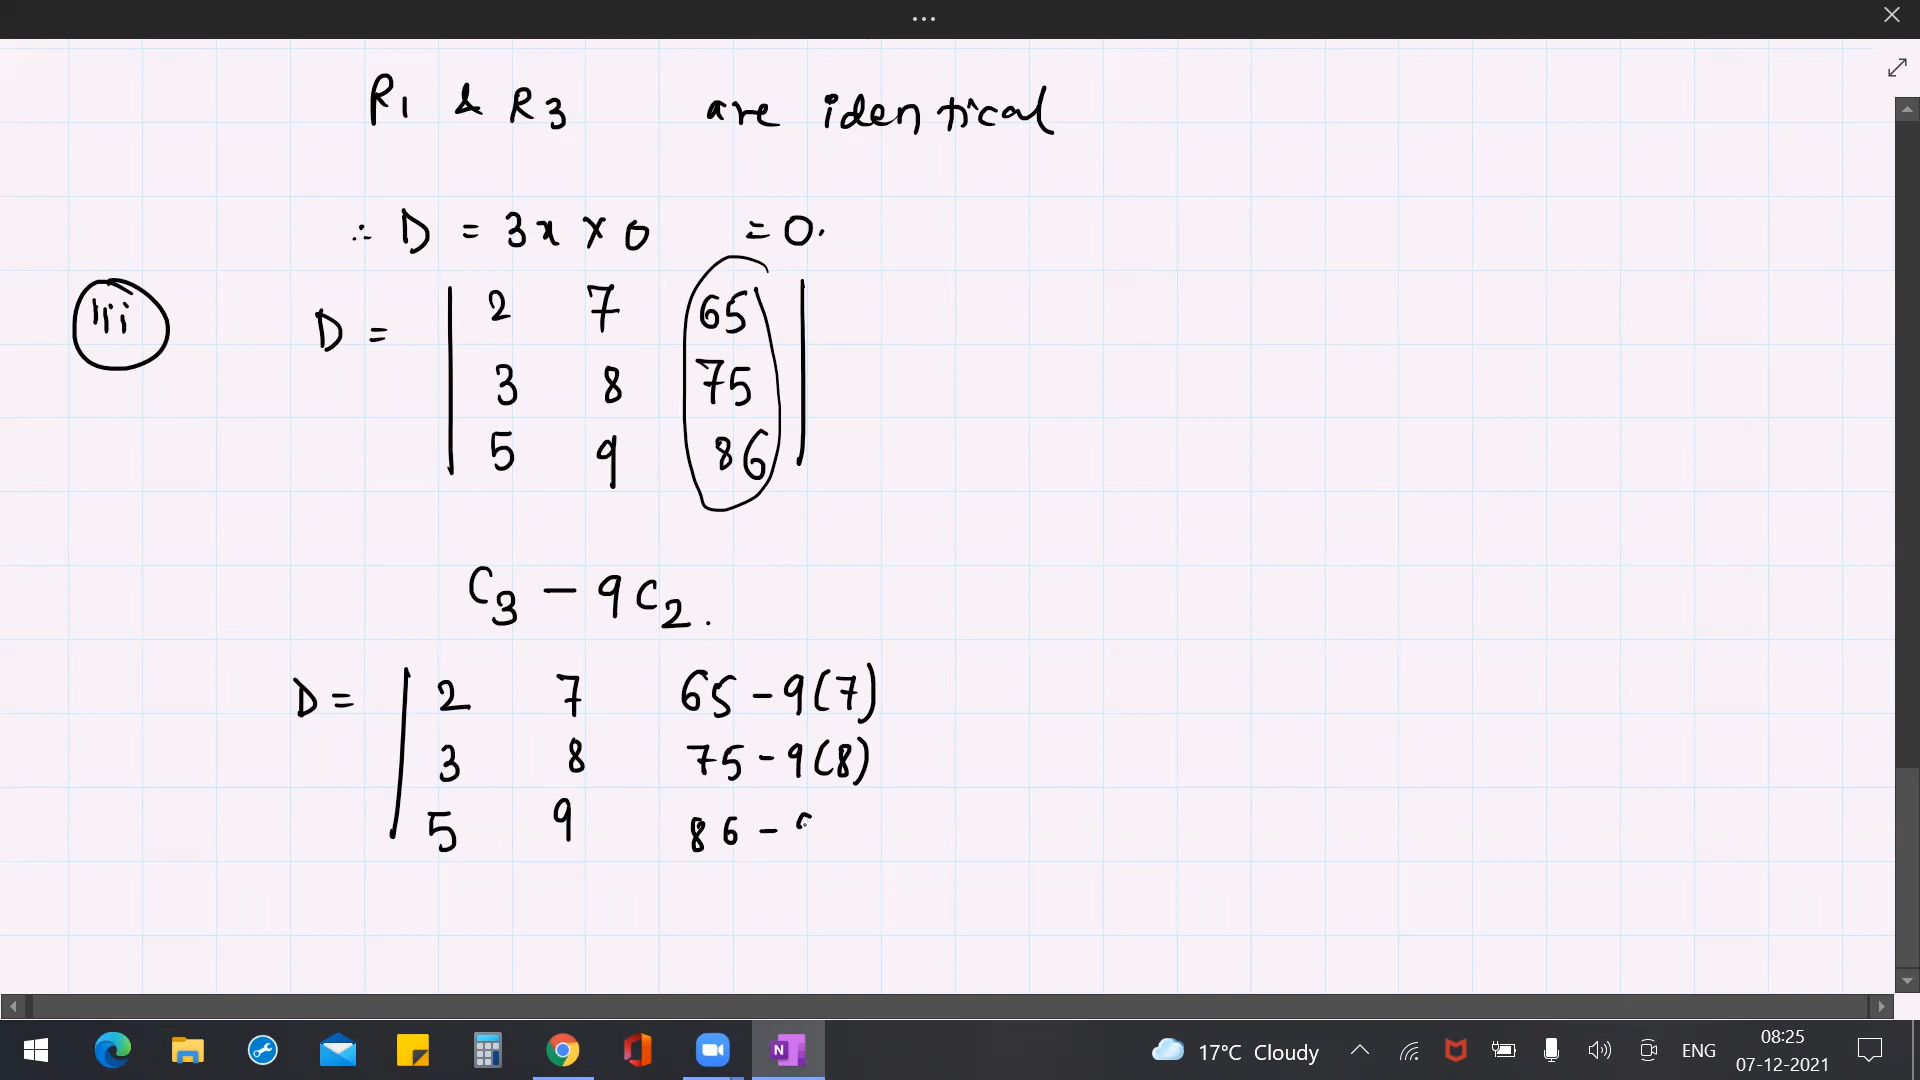 ...
R1 & R3 are identical
∴ D = 3x × 0 = 0.
iii
D = | 2 7 65 |
| 3 8 75 |
| 5 9 86 |
C3 - 9C2.
D = | 2 7 65 - 9(7)
| 3 8 75 - 9(8)
| 5 9 86 -
17°C Cloudy
ENG
08:25
07-12-2021